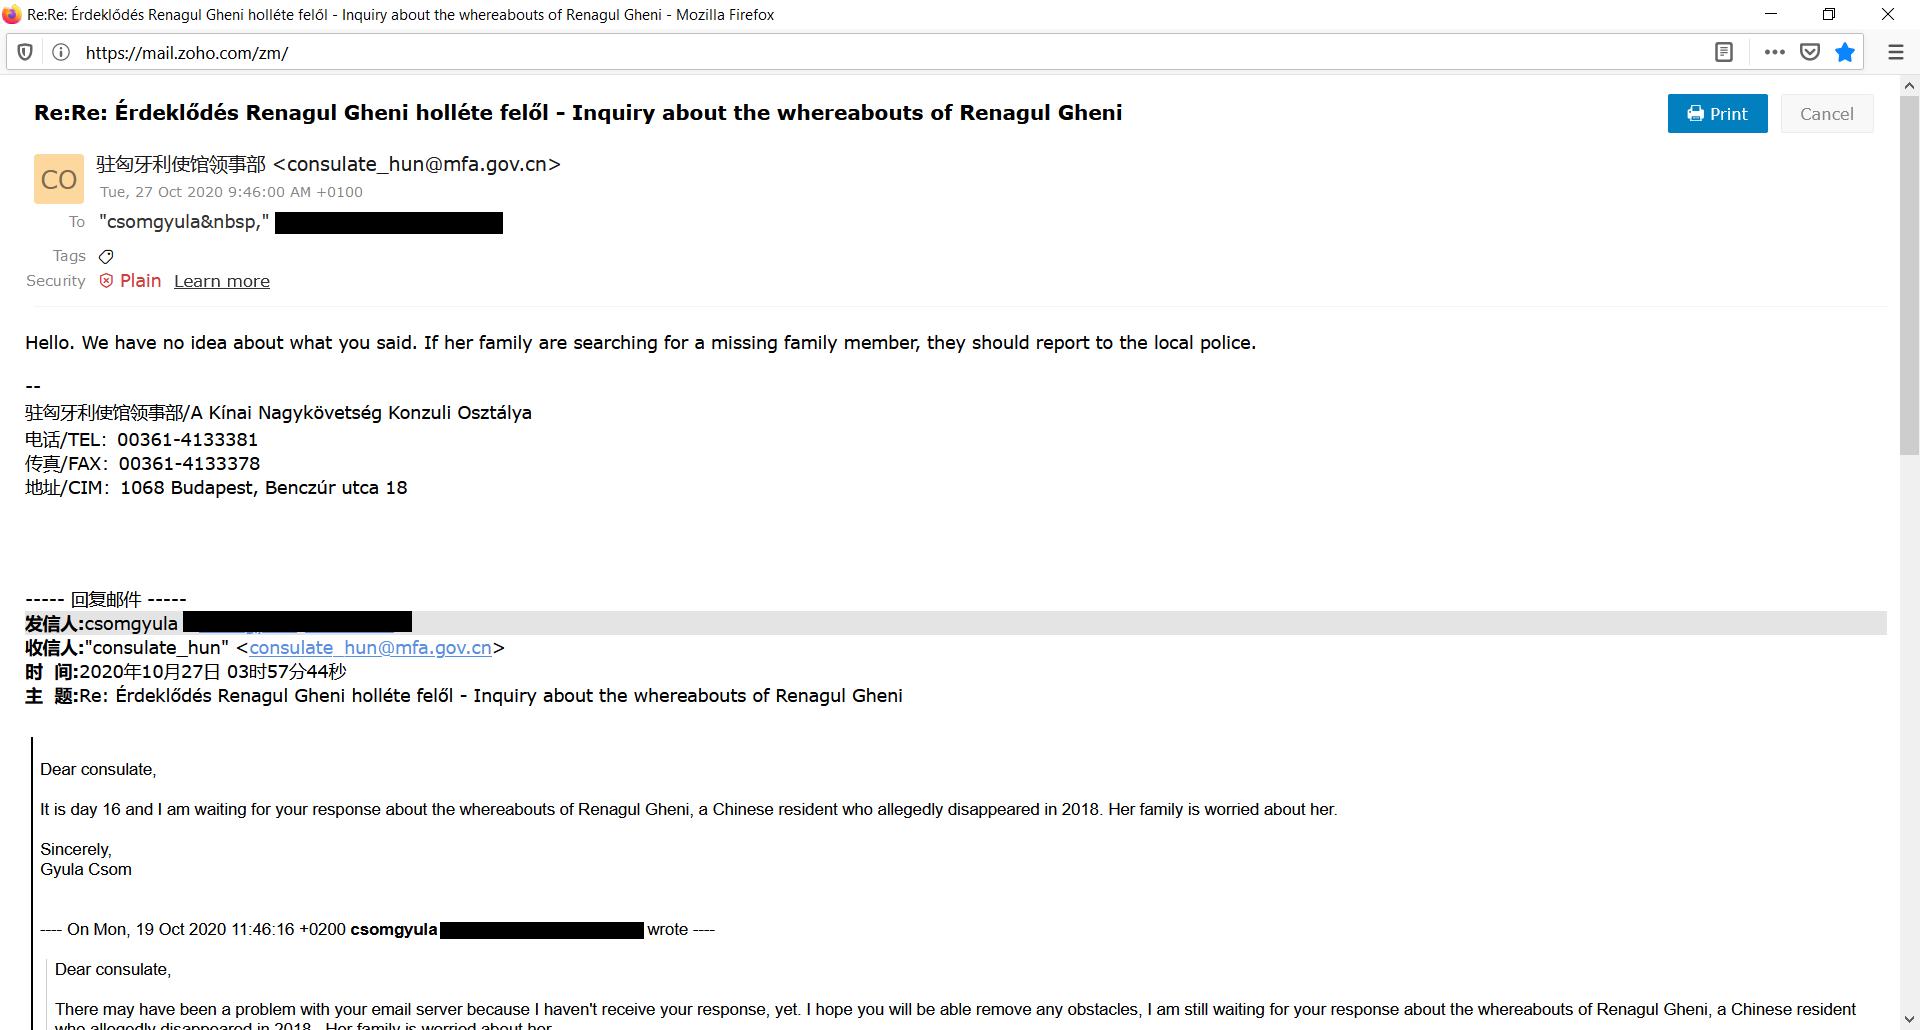 Re:Re: Érdeklődés Renagul Gheni holléte felől - Inquiry about the whereabouts of Renagul Gheni - Mozilla Firefox
https://mail.zoho.com/zm/
Re:Re: Érdeklődés Renagul Gheni holléte felől - Inquiry about the whereabouts of Renagul Gheni
Print
Cancel
CO
驻匈牙利使馆领事部 <consulate_hun@mfa.gov.cn>
Tue, 27 Oct 2020 9:46:00 AM +0100
To "csomgyula&nbsp,"
Tags
Security Plain Learn more
Hello. We have no idea about what you said. If her family are searching for a missing family member, they should report to the local police.
--
驻匈牙利使馆领事部/A Kínai Nagykövetség Konzuli Osztálya
电话/TEL: 00361-4133381
传真/FAX: 00361-4133378
地址/CIM: 1068 Budapest, Benczúr utca 18
----- 回复邮件 -----
发信人:csomgyula
收信人:"consulate_hun" <consulate_hun@mfa.gov.cn>
时 间:2020年10月27日 03时57分44秒
主 题:Re: Érdeklődés Renagul Gheni holléte felől - Inquiry about the whereabouts of Renagul Gheni
Dear consulate,
It is day 16 and I am waiting for your response about the whereabouts of Renagul Gheni, a Chinese resident who allegedly disappeared in 2018. Her family is worried about her.
Sincerely,
Gyula Csom
---- On Mon, 19 Oct 2020 11:46:16 +0200 csomgyula wrote ----
Dear consulate,
There may have been a problem with your email server because I haven't receive your response, yet. I hope you will be able remove any obstacles, I am still waiting for your response about the whereabouts of Renagul Gheni, a Chinese resident
who allegedly disappeared in 2018. Her family is worried about her.